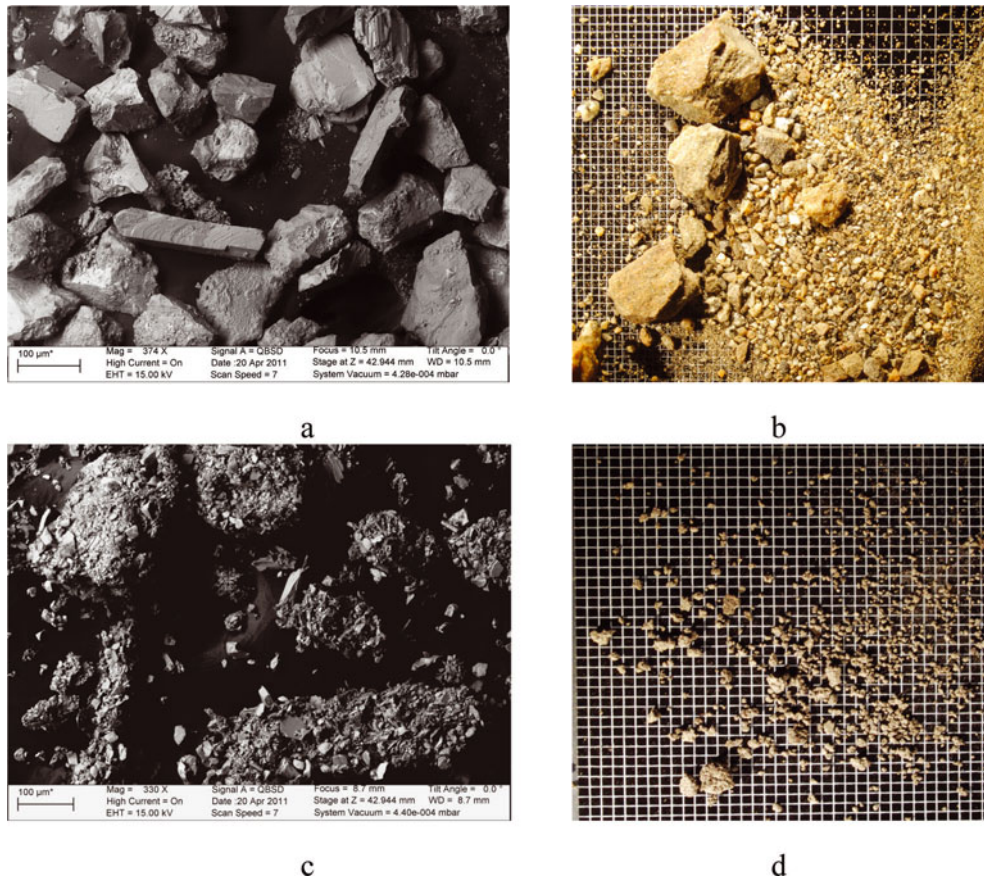 100 µm*
Mag = 374 X
High Current = On
EHT = 15.00 kV
Signal A = QBSD
Date :20 Apr 2011
Scan Speed = 7
Focus = 10.5 mm
Stage at Z = 42.944 mm
System Vacuum = 4.28e-004 mbar
Tilt Angle = 0.0 °
WD = 10.5 mm
a
b
100 µm*
Mag = 330 X
High Current = On
EHT = 15.00 kV
Signal A = QBSD
Date :20 Apr 2011
Scan Speed = 7
Focus = 8.7 mm
Stage at Z = 42.944 mm
System Vacuum = 4.40e-004 mbar
Tilt Angle = 0.0 °
WD = 8.7 mm
c
d